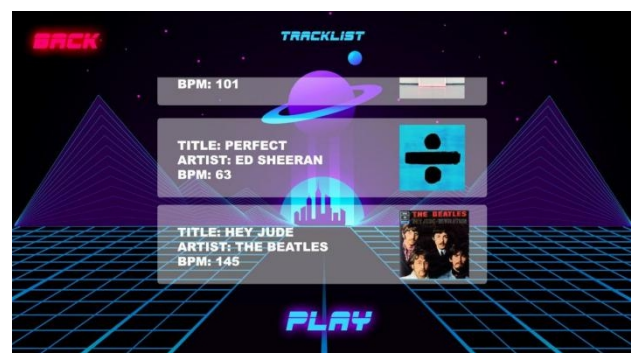 BACK
TRACKLIST
BPM: 101
TITLE: PERFECT
ARTIST: ED SHEERAN
BPM: 63
TITLE: HEY JUDE
ARTIST: THE BEATLES
BPM: 145
THE BEATLES
PLAY